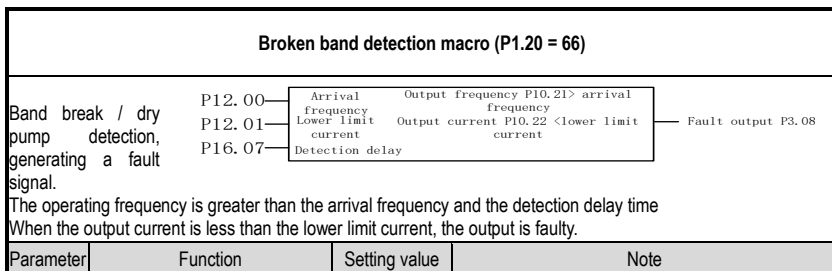 Broken band detection macro (P1.20 = 66)
Band break / dry
pump detection,
generating a fault
signal.
P12.00
P12.01
P16.07
Arrival
frequency
Lower limit
current
Detection delay
Output frequency P10.21> arrival
frequency
Output current P10.22 <lower limit
current
Fault output P3.08
The operating frequency is greater than the arrival frequency and the detection delay time
When the output current is less than the lower limit current, the output is faulty.
Parameter Function Setting value Note